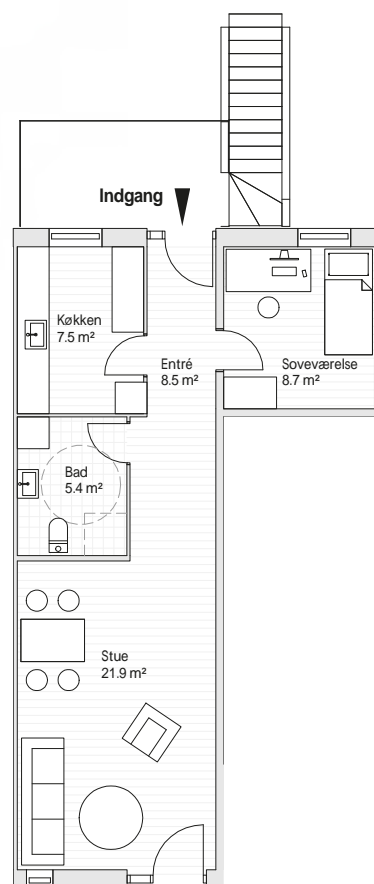 Indgang
Køkken
7.5 m²
Entré
8.5 m²
Soveværelse
8.7 m²
Bad
5.4 m²
Stue
21.9 m²